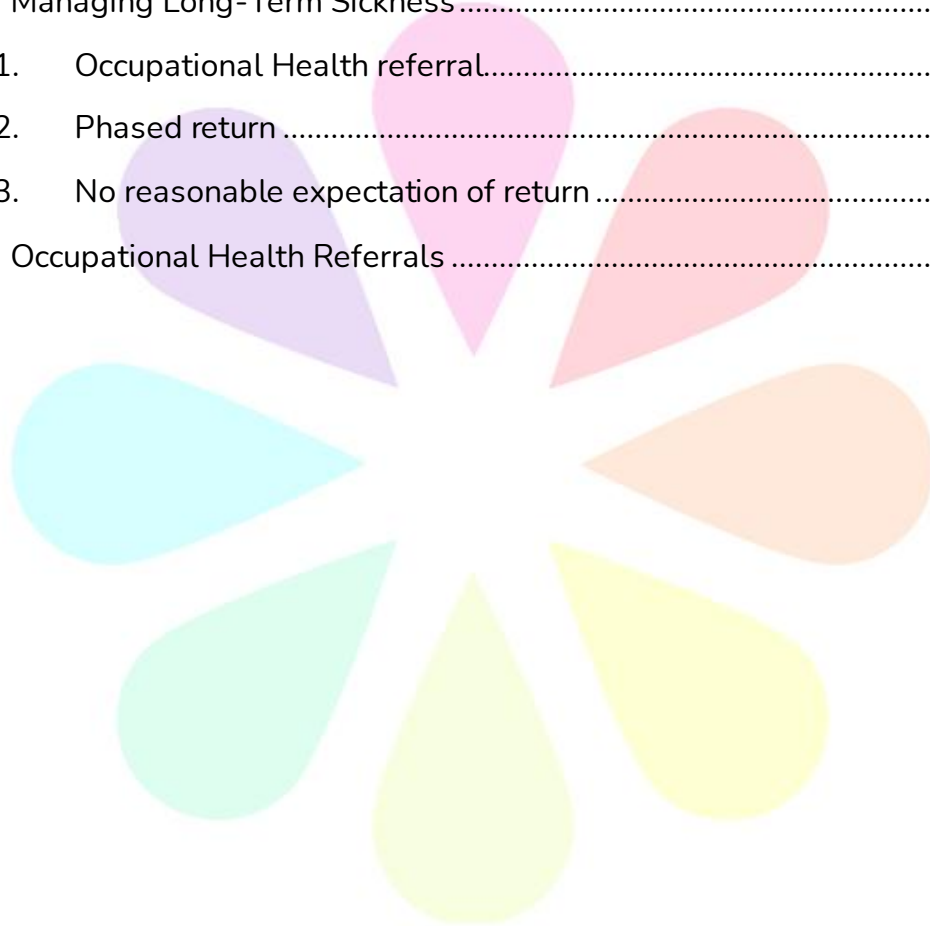 Managing Long-Term Sickness........................................................
1. Occupational Health referral.....................................................
2. Phased return ...............................................................................
3. No reasonable expectation of return ........................................
Occupational Health Referrals .........................................................